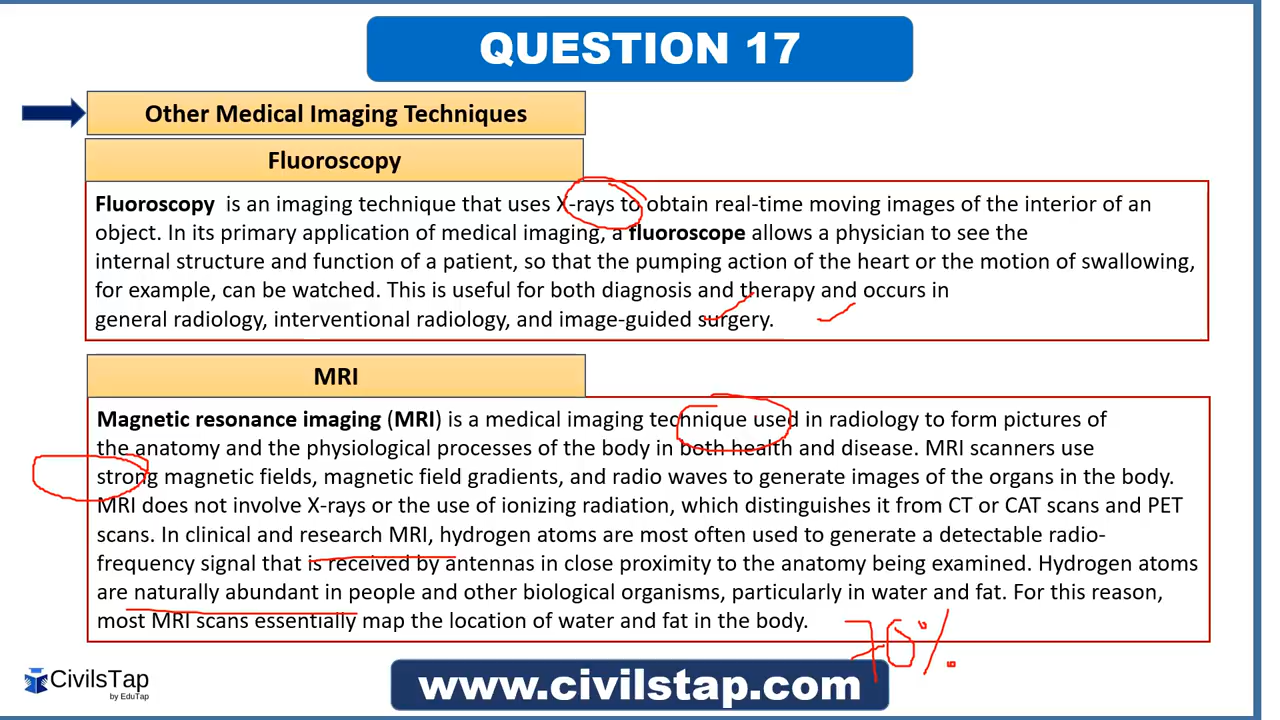 QUESTION 17
Other Medical Imaging Techniques
Fluoroscopy
Fluoroscopy is an imaging technique that uses X-rays to obtain real-time moving images of the interior of an
object. In its primary application of medical imaging, a fluoroscope allows a physician to see the
internal structure and function of a patient, so that the pumping action of the heart or the motion of swallowing,
for example, can be watched. This is useful for both diagnosis and therapy and occurs in
general radiology, interventional radiology, and image-guided surgery.
MRI
Magnetic resonance imaging (MRI) is a medical imaging technique used in radiology to form pictures of
the anatomy and the physiological processes of the body in both health and disease. MRI scanners use
strong magnetic fields, magnetic field gradients, and radio waves to generate images of the organs in the body.
MRI does not involve X-rays or the use of ionizing radiation, which distinguishes it from CT or CAT scans and PET
scans. In clinical and research MRI, hydrogen atoms are most often used to generate a detectable radio-
frequency signal that is received by antennas in close proximity to the anatomy being examined. Hydrogen atoms
are naturally abundant in people and other biological organisms, particularly in water and fat. For this reason,
most MRI scans essentially map the location of water and fat in the body.
70%
CivilsTap
by EduTap
www.civilstap.com